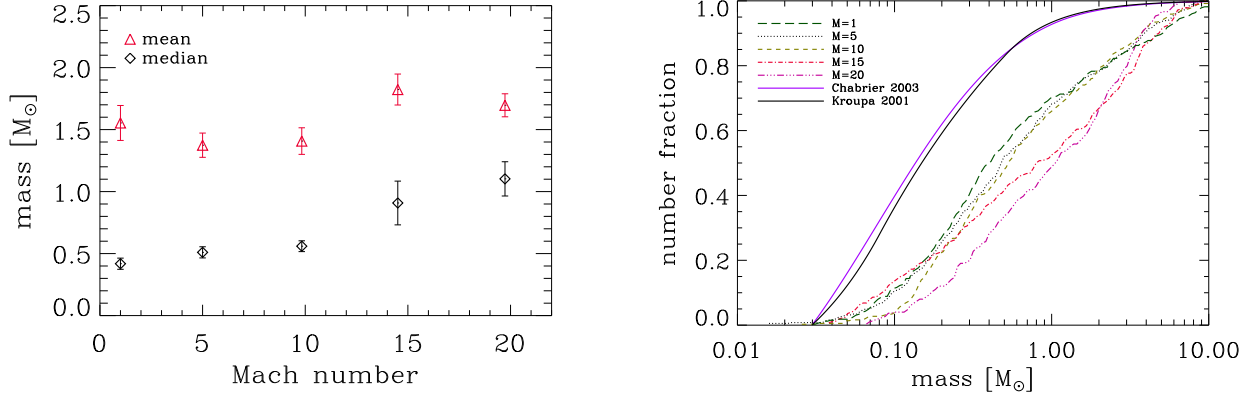 2.5
2.0
1.5
1.0
0.5
0.0
mass [M☉]
mean
median
0 5 10 15 20
Mach number
1.0
0.8
0.6
0.4
0.2
0.0
number fraction
M=1
M=5
M=10
M=15
M=20
Chabrier 2003
Kroupa 2001
0.01 0.10 1.00 10.00
mass [M☉]